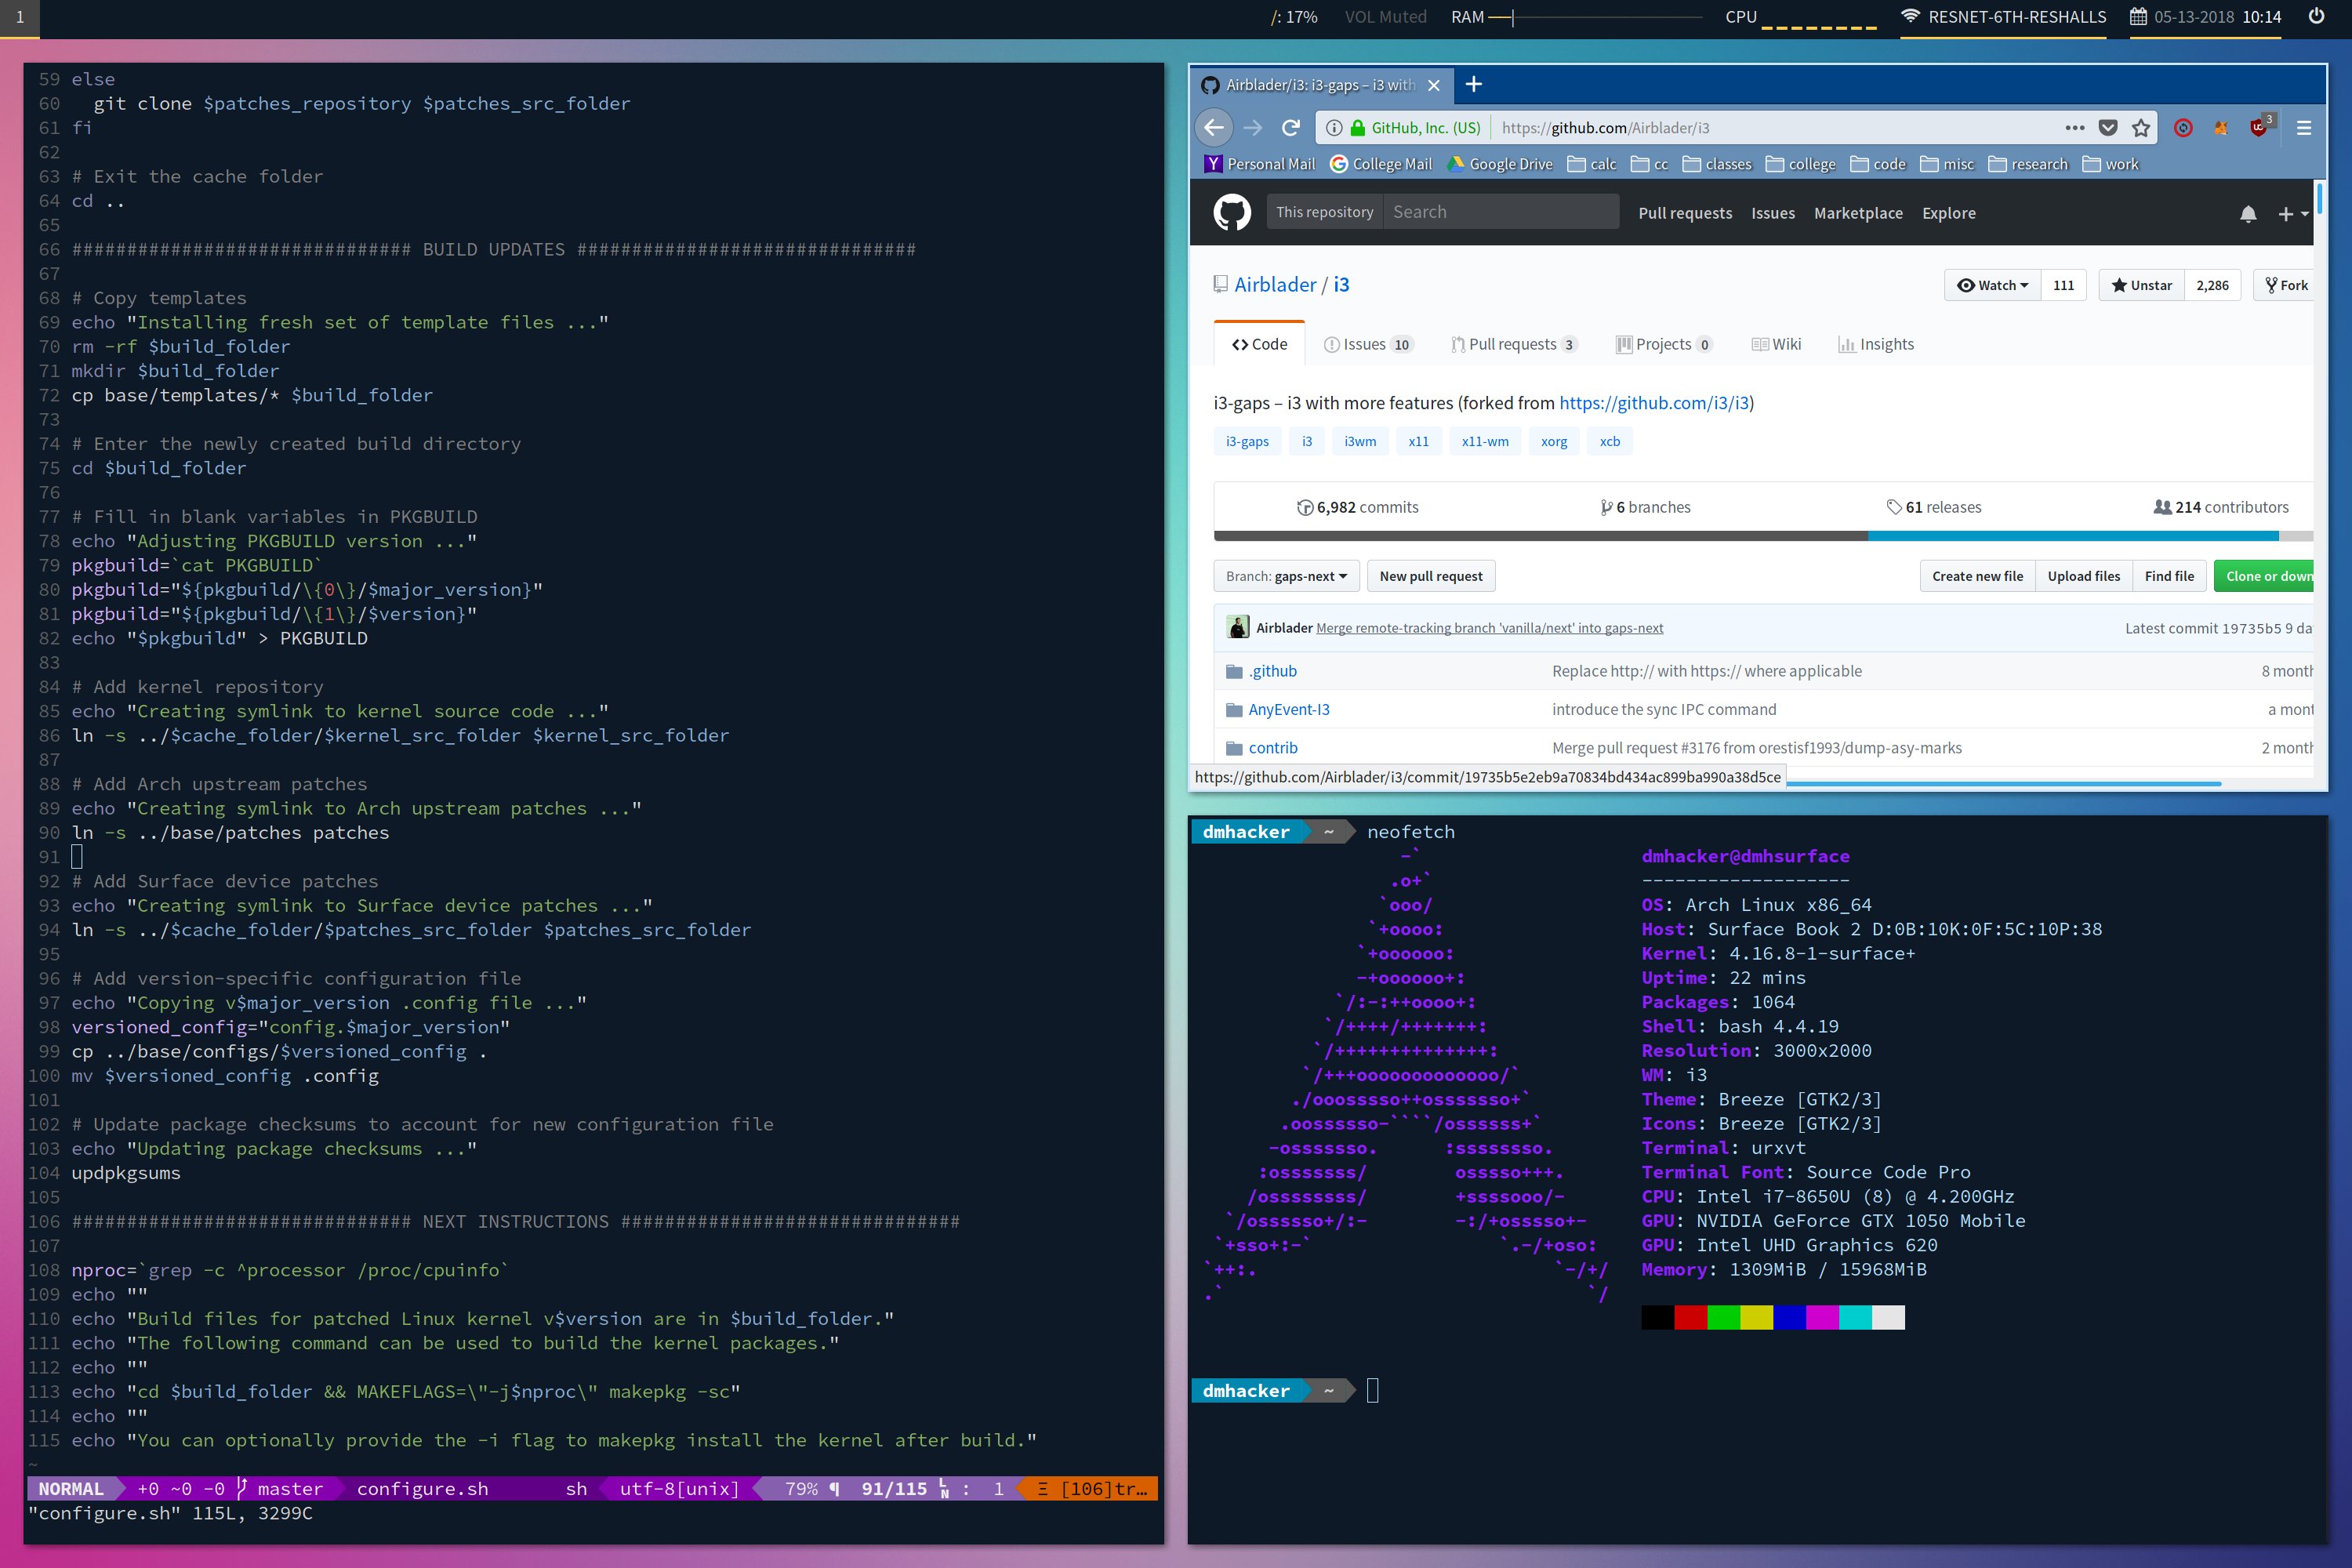 1
/: 17% VOL Muted RAM CPU RESNET-6TH-RESHALLS 05-13-2018 10:14
59 else
60   git clone $patches_repository $patches_src_folder
61 fi
62
63 # Exit the cache folder
64 cd ..
65
66 ############################### BUILD UPDATES ###############################
67
68 # Copy templates
69 echo "Installing fresh set of template files ..."
70 rm -rf $build_folder
71 mkdir $build_folder
72 cp base/templates/* $build_folder
73
74 # Enter the newly created build directory
75 cd $build_folder
76
77 # Fill in blank variables in PKGBUILD
78 echo "Adjusting PKGBUILD version ..."
79 pkgbuild=`cat PKGBUILD`
80 pkgbuild="${pkgbuild/\{0\}/$major_version}"
81 pkgbuild="${pkgbuild/\{1\}/$version}"
82 echo "$pkgbuild" > PKGBUILD
83
84 # Add kernel repository
85 echo "Creating symlink to kernel source code ..."
86 ln -s ../$cache_folder/$kernel_src_folder $kernel_src_folder
87
88 # Add Arch upstream patches
89 echo "Creating symlink to Arch upstream patches ..."
90 ln -s ../base/patches patches
91
92 # Add Surface device patches
93 echo "Creating symlink to Surface device patches ..."
94 ln -s ../$cache_folder/$patches_src_folder $patches_src_folder
95
96 # Add version-specific configuration file
97 echo "Copying v$major_version .config file ..."
98 versioned_config="config.$major_version"
99 cp ../base/configs/$versioned_config .
100 mv $versioned_config .config
101
102 # Update package checksums to account for new configuration file
103 echo "Updating package checksums ..."
104 updpkgsums
105
106 ############################### NEXT INSTRUCTIONS ###############################
107
108 nproc=`grep -c ^processor /proc/cpuinfo`
109 echo ""
110 echo "Build files for patched Linux kernel v$version are in $build_folder."
111 echo "The following command can be used to build the kernel packages."
112 echo ""
113 echo "cd $build_folder && MAKEFLAGS=\"-j$nproc\" makepkg -sc"
114 echo ""
115 echo "You can optionally provide the -i flag to makepkg install the kernel after build."
~
NORMAL +0 ~0 -0 master configure.sh sh utf-8[unix] 79% ¶ 91/115 LN : 1 Ξ [106]tr…
"configure.sh" 115L, 3299C
Airblader/i3: i3-gaps – i3 with
GitHub, Inc. (US) https://github.com/Airblader/i3
3
Personal Mail College Mail Google Drive calc cc classes college code misc research work
This repository Search Pull requests Issues Marketplace Explore
Airblader / i3 Watch 111 Unstar 2,286 Fork
Code Issues 10 Pull requests 3 Projects 0 Wiki Insights
i3-gaps – i3 with more features (forked from https://github.com/i3/i3)
i3-gaps i3 i3wm x11 x11-wm xorg xcb
6,982 commits 6 branches 61 releases 214 contributors
Branch: gaps-next New pull request Create new file Upload files Find file Clone or down
Airblader Merge remote-tracking branch 'vanilla/next' into gaps-next Latest commit 19735b5 9 da
.github Replace http:// with https:// where applicable 8 month
AnyEvent-I3 introduce the sync IPC command a mont
contrib Merge pull request #3176 from orestisf1993/dump-asy-marks 2 month
https://github.com/Airblader/i3/commit/19735b5e2eb9a70834bd434ac899ba990a38d5ce
dmhacker ~ neofetch
-` dmhacker@dmhsurface
.o+` -------------------
`ooo/ OS: Arch Linux x86_64
`+oooo: Host: Surface Book 2 D:0B:10K:0F:5C:10P:38
`+oooooo: Kernel: 4.16.8-1-surface+
-+oooooo+: Uptime: 22 mins
`/:-:++oooo+: Packages: 1064
`/++++/+++++++: Shell: bash 4.4.19
`/++++++++++++++: Resolution: 3000x2000
`/+++ooooooooooooo/` WM: i3
./ooosssso++osssssso+` Theme: Breeze [GTK2/3]
.oossssso-````/ossssss+` Icons: Breeze [GTK2/3]
-osssssso. :ssssssso. Terminal: urxvt
:osssssss/ osssso+++. Terminal Font: Source Code Pro
/ossssssss/ +ssssooo/- CPU: Intel i7-8650U (8) @ 4.200GHz
`/ossssso+/:- -:/+osssso+- GPU: NVIDIA GeForce GTX 1050 Mobile
`+sso+:-` `.-/+oso: GPU: Intel UHD Graphics 620
`++:. `-/+/ Memory: 1309MiB / 15968MiB
.` `/
dmhacker ~